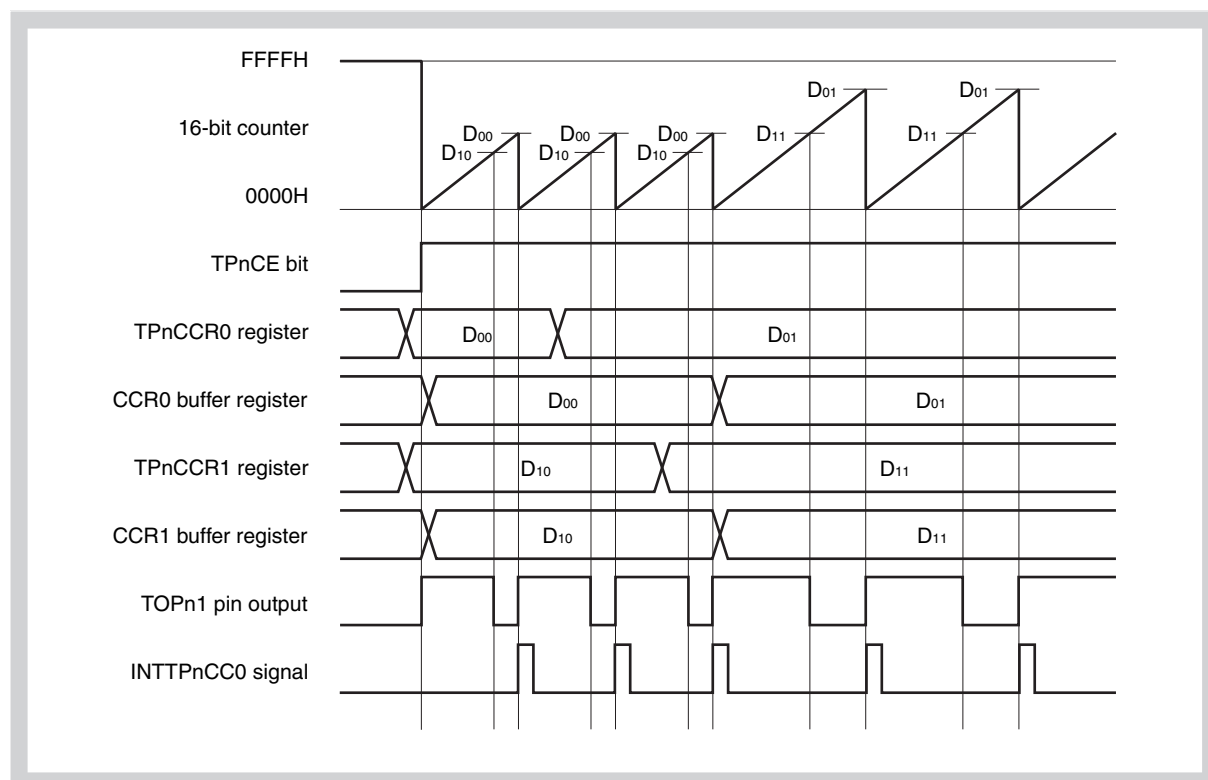 FFFFH
16-bit counter
0000H
D01 D01
D00 D00 D00 D11 D11
D10 D10 D10
TPnCE bit
TPnCCR0 register D00 D01
CCR0 buffer register D00 D01
TPnCCR1 register D10 D11
CCR1 buffer register D10 D11
TOPn1 pin output
INTTPnCC0 signal